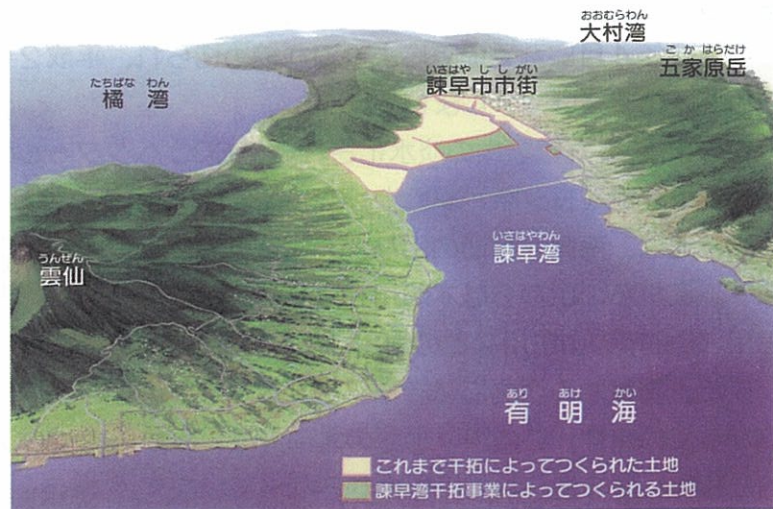 おおむらわん
大村湾
ご か はらだけ
五家原岳
たちばな わん
橘 湾
いさはや し し がい
諫早市市街
いさはやわん
諫早湾
うんぜん
雲仙
あり あけ かい
有 明 海
これまで干拓によってつくられた土地
諫早湾干拓事業によってつくられる土地